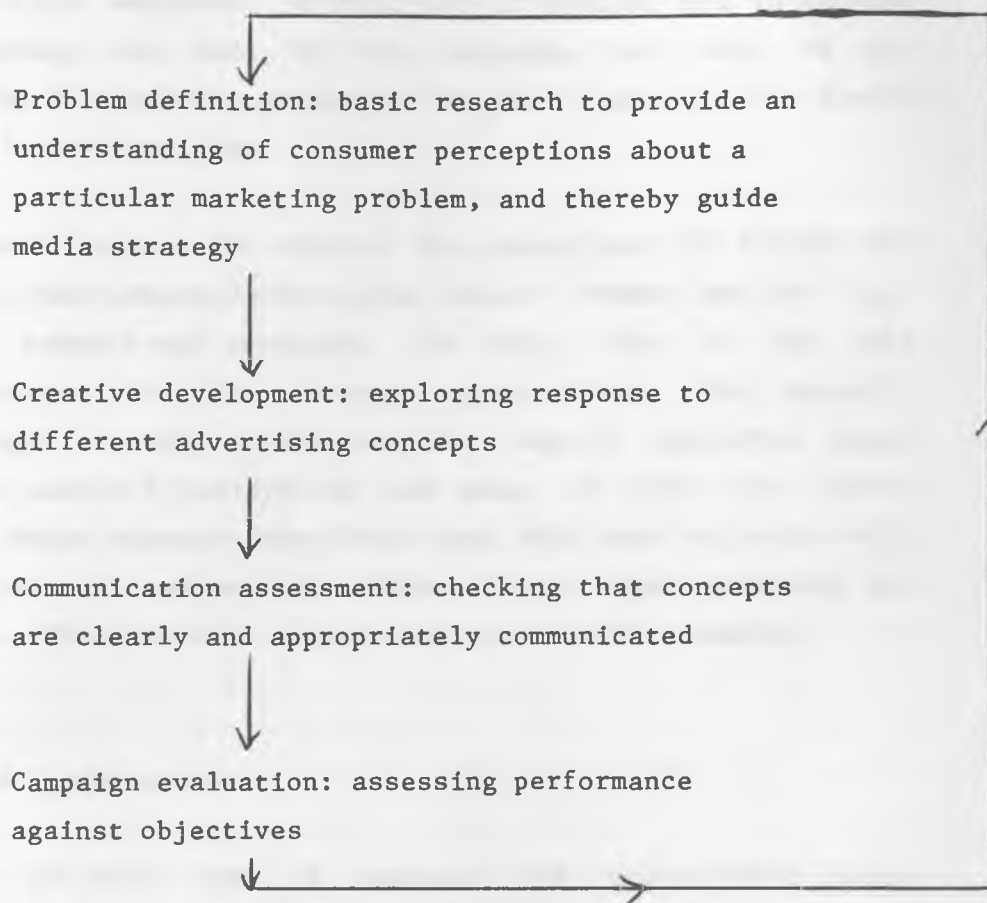 Problem definition: basic research to provide an
understanding of consumer perceptions about a
particular marketing problem, and thereby guide
media strategy
Creative development: exploring response to
different advertising concepts
Communication assessment: checking that concepts
are clearly and appropriately communicated
Campaign evaluation: assessing performance
against objectives